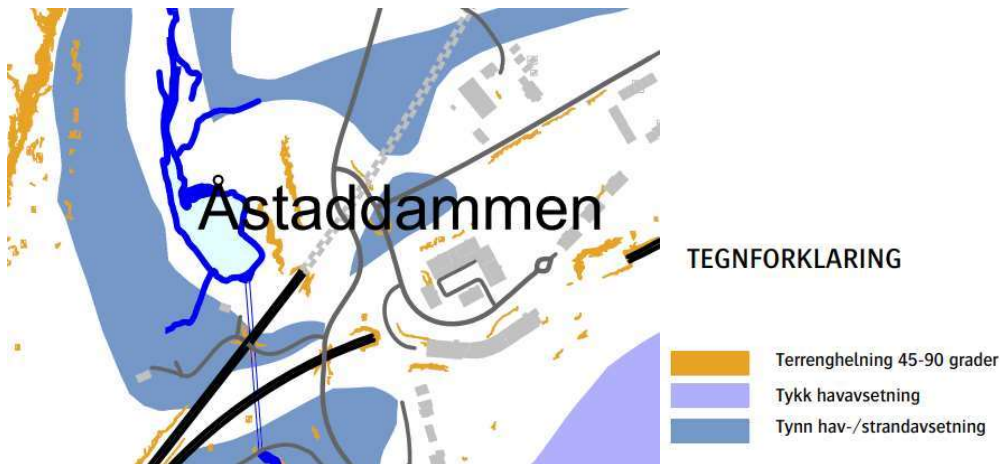 Åstaddammen
TEGNFORKLARING
Terrenghelning 45-90 grader
Tykk havavsetning
Tynn hav-/strandavsetning